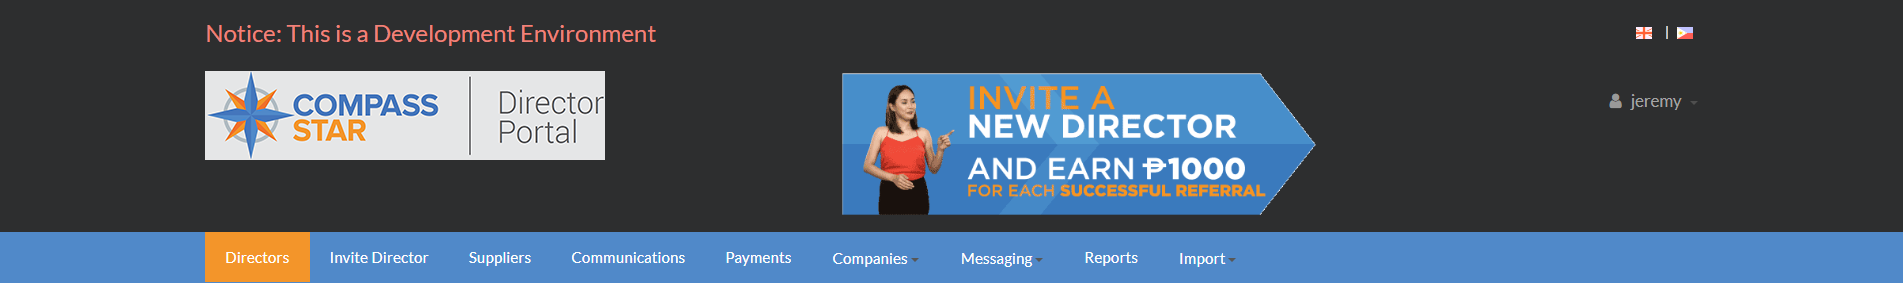 Notice: This is a Development Environment
COMPASS
STAR
Director
Portal
INVITE A
NEW DIRECTOR
AND EARN ₱1000
FOR EACH SUCCESSFUL REFERRAL
jeremy
Directors Invite Director Suppliers Communications Payments Companies Messaging Reports Import